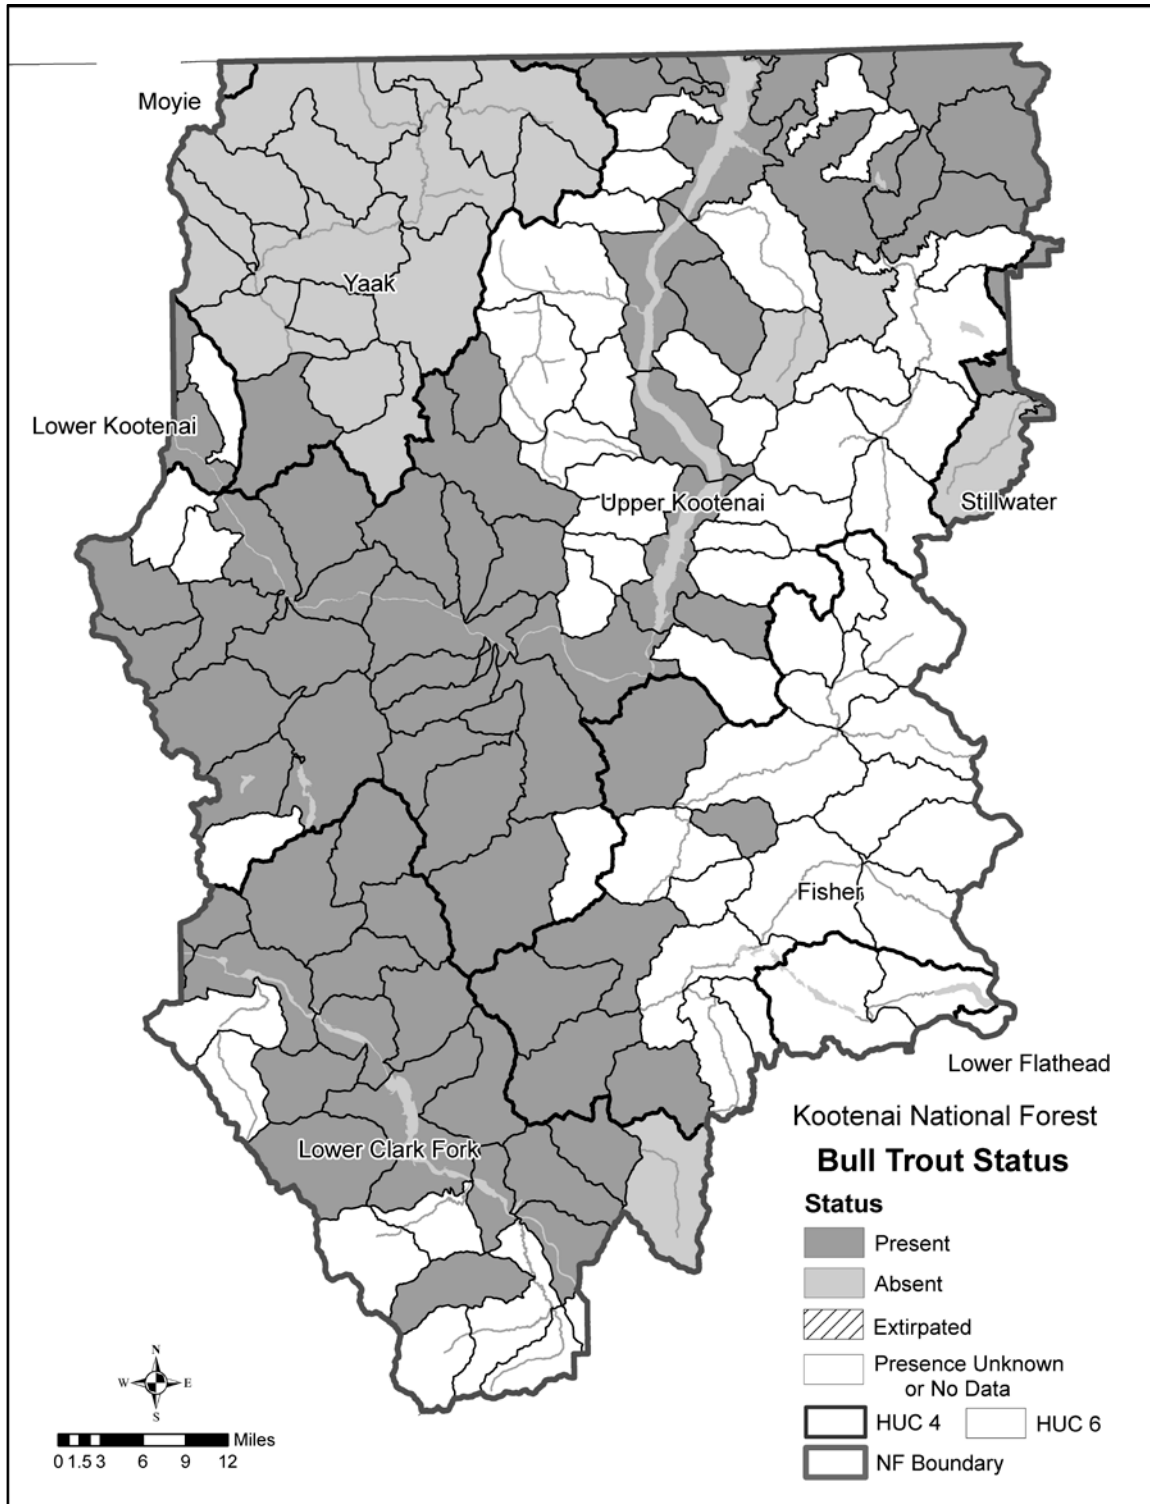 Moyie
Yaak
Lower Kootenai
Upper Kootenai
Stillwater
Fisher
Lower Flathead
Lower Clark Fork
Kootenai National Forest
Bull Trout Status
Status
Present
Absent
Extirpated
Presence Unknown
or No Data
HUC 4 HUC 6
NF Boundary
N
W E
S
Miles
0 1.5 3 6 9 12